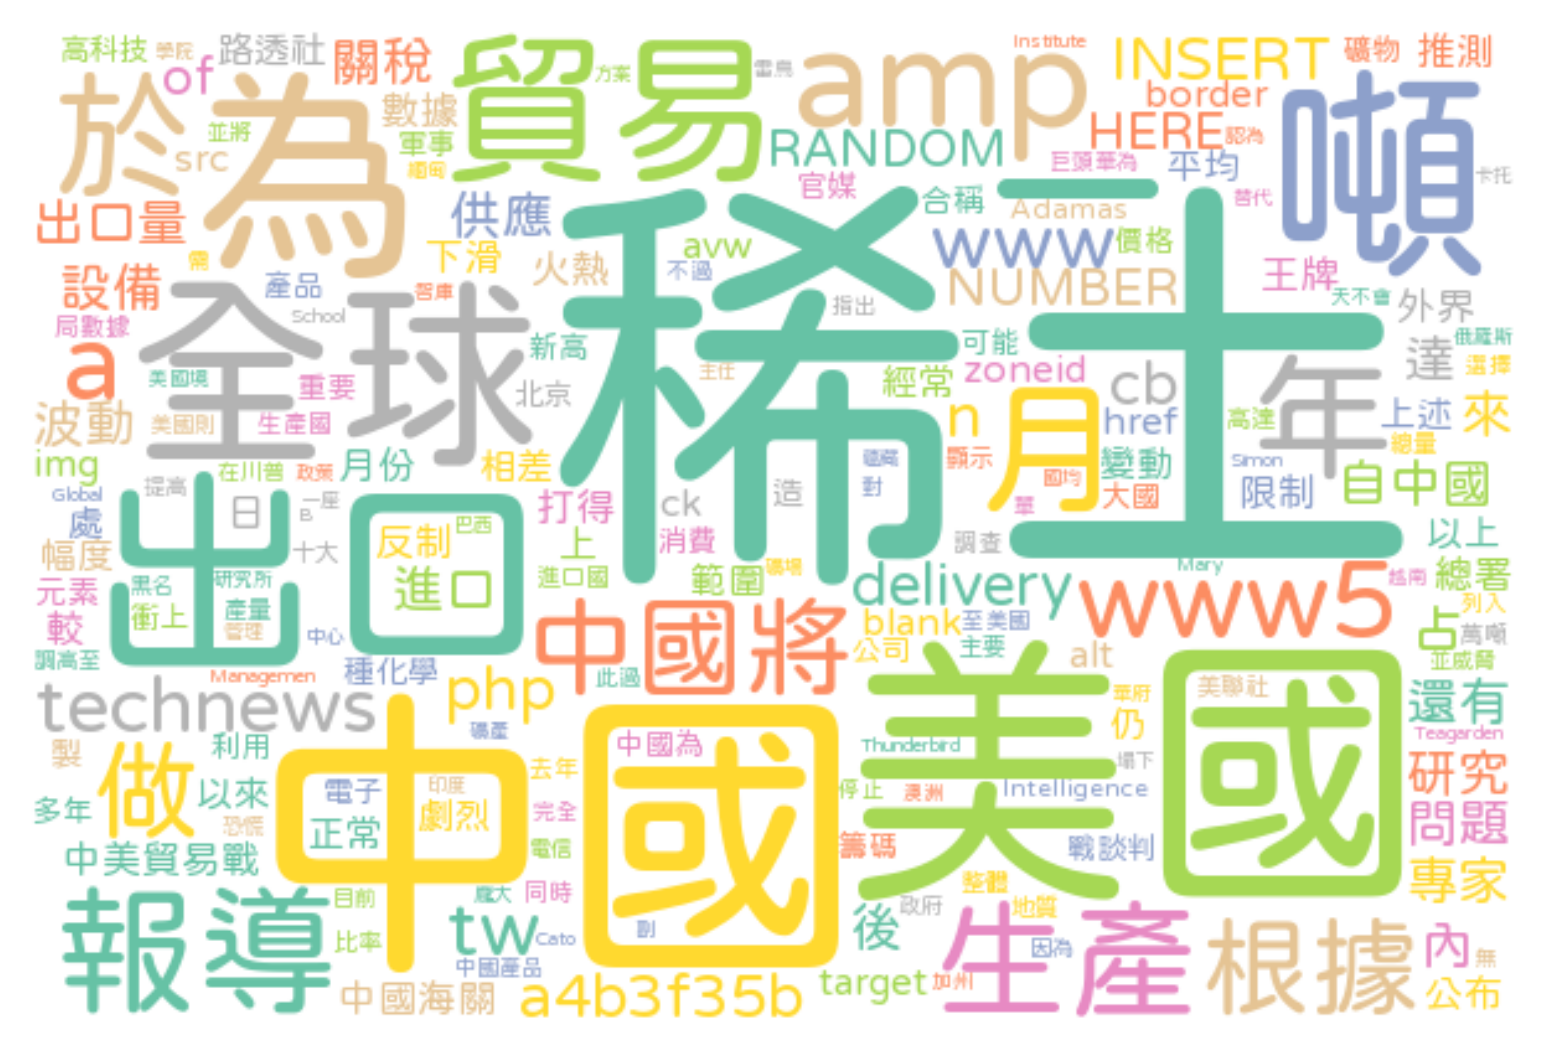 高科技 學院 of 路透社 關稅 貿易 方案 雷鳥 amp Institute INSERT 礦物 推測
於 為 並將 src 數據 軍事 緬甸 RANDOM border HERE 認為 噸
官媒 巨頭華為 平均 卡托 替代
出口量 供應 稀土 合稱 Adamas
需 下滑 火熱 avw www 價格 王牌
設備 產品 智庫 不過 NUMBER 天不會 外界
局數據 全球 School 新高 指出 可能 俄羅斯
a 美國境 重要 北京 主任 經常 zoneid cb 年 達 選擇
波動 美國則 生產國 n 月 href 高達 上述 來
img 在川普 政策 月份 相差 顯示 國均 變動 Simon 總量
Global 提高 一座 打得 ck 造 對 單 大國 限制 自中國
處 出口 日 B 反制 巴西 上 消費 調查 以上
幅度 十大 進口 進口國 範圍 礦場 Mary
元素 黑名 研究所 delivery www5 越南 總署
較 衝上 產量 管理 中心 中國將 blank 至美國 占 列入 萬噸
調高至 種化學 此過 公司 主要 alt 並威脅
Managemen
technews php 美國 華府 美聯社 還有
製 利用 礦產 中國 中國為 Thunderbird 仍 塌下 Teagarden
做 以來 電子 印度 去年 停止 澳洲 Intelligence 研究
多年 恐慌 正常 劇烈 完全 問題
中美貿易戰 電信 籌碼 戰談判 專家
報導 目前 龐大 同時 整體
比率 tw Cato 副 後 政府 地質 生產 因為 根據 內 無
中國產品
中國海關 a4b3f35b target 加州 公布